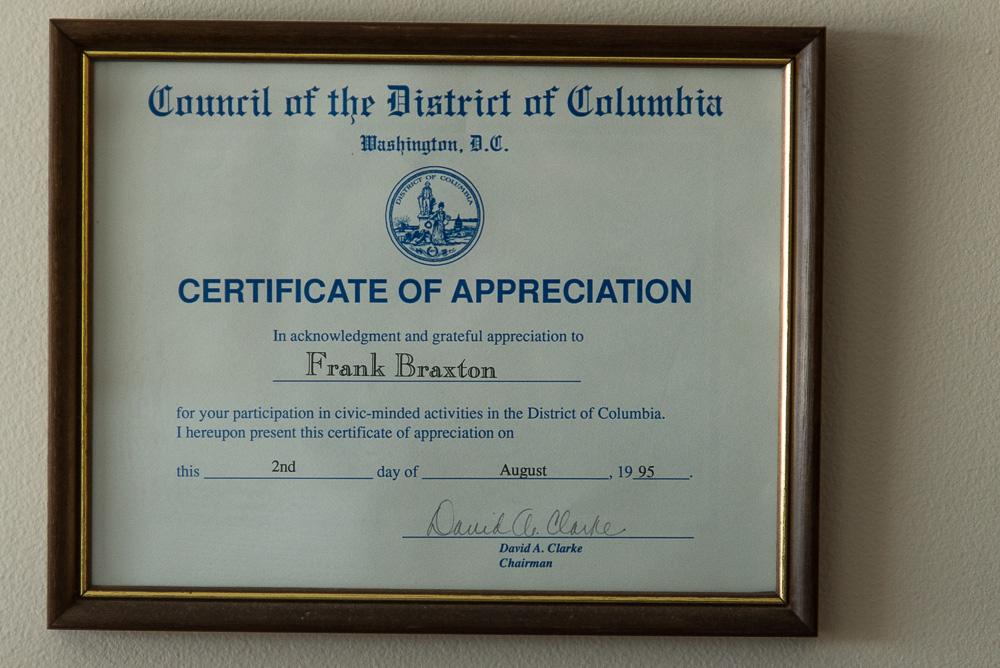 Council of the District of Columbia
Washington, D.C.
DISTRICT OF COLUMBIA
CERTIFICATE OF APPRECIATION
In acknowledgment and grateful appreciation to
Frank Braxton
for your participation in civic-minded activities in the District of Columbia.
I hereupon present this certificate of appreciation on
this 2nd day of August, 19 95.
David A. Clarke
David A. Clarke
Chairman